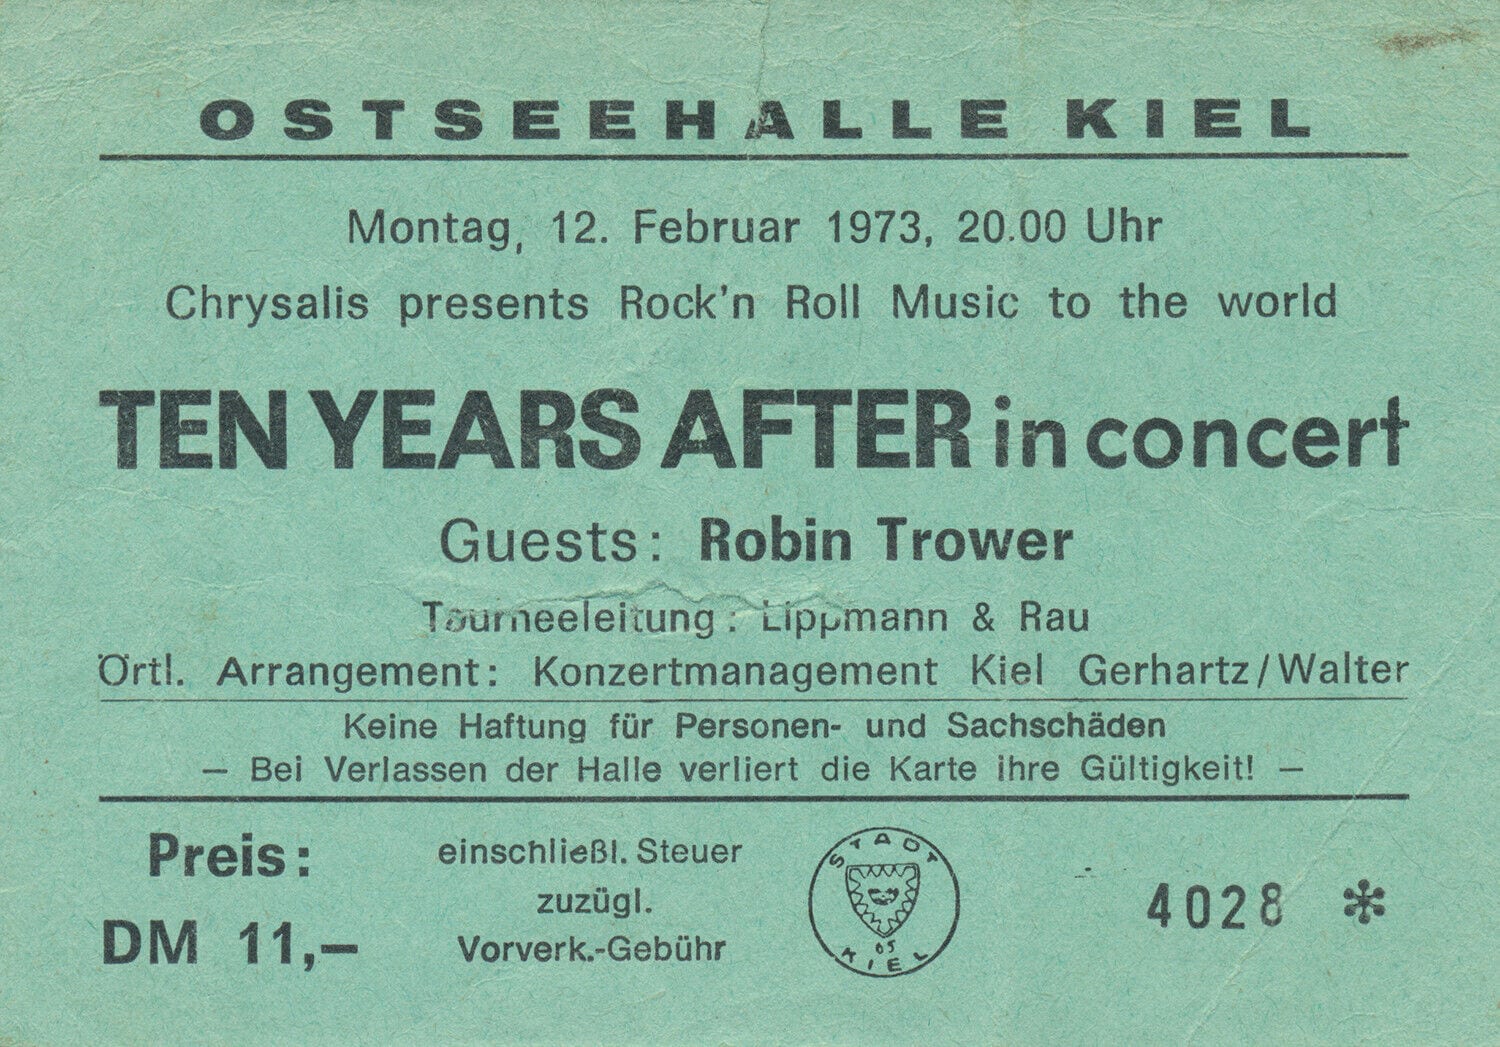 OSTSEEHALLE KIEL
Montag, 12. Februar 1973, 20.00 Uhr
Chrysalis presents Rock'n Roll Music to the world
TEN YEARS AFTER in concert
Guests: Robin Trower
Tourneeleitung: Lippmann & Rau
Örtl. Arrangement: Konzertmanagement Kiel Gerhartz/Walter
Keine Haftung für Personen- und Sachschäden
— Bei Verlassen der Halle verliert die Karte ihre Gültigkeit! —
Preis:
DM 11,—
einschließl. Steuer
zuzügl.
Vorverk.-Gebühr
STADT
05
KIEL
4028 *